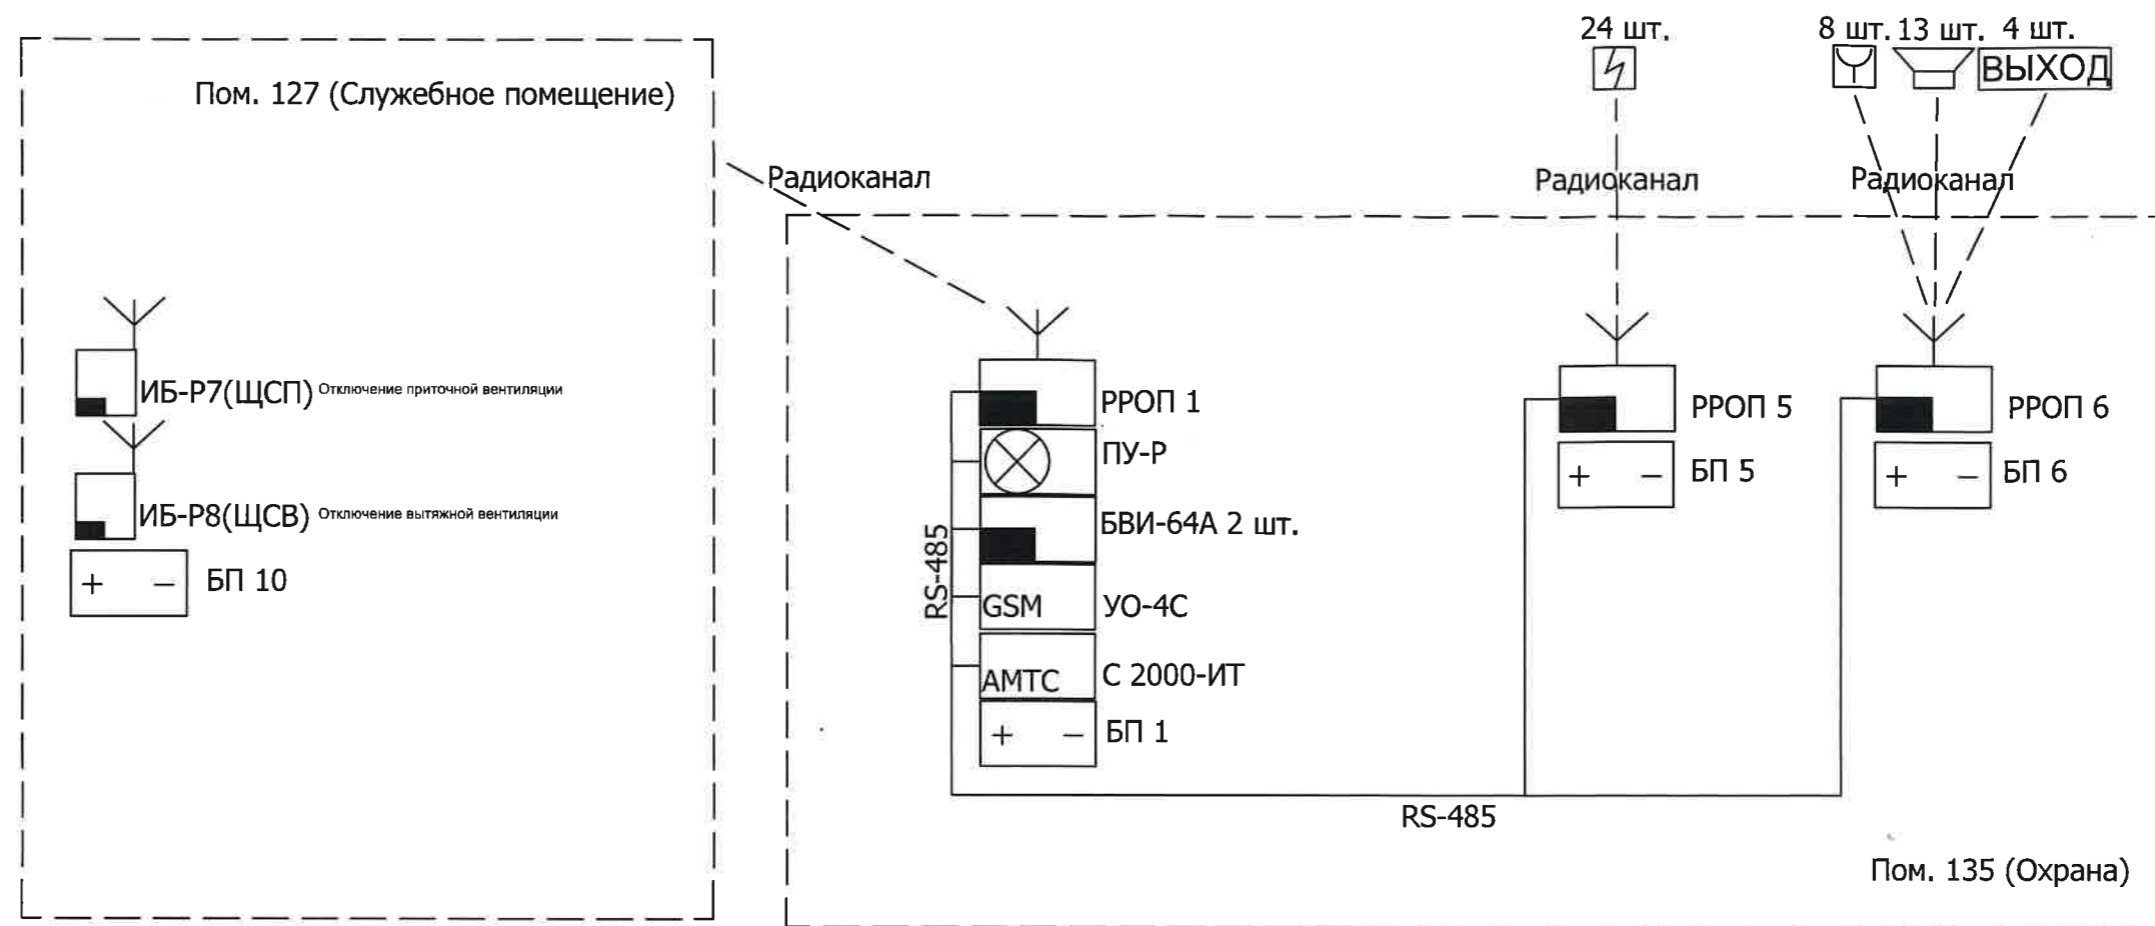 24 шт.
8 шт. 13 шт. 4 шт.
ВЫХОД
Пом. 127 (Служебное помещение)
Радиоканал
Радиоканал
Радиоканал
ИБ-Р7(ЩСП) Отключение приточной вентиляции
ИБ-Р8(ЩСВ) Отключение вытяжной вентиляции
+ − БП 10
РРОП 1
ПУ-Р
БВИ-64А 2 шт.
RS-485
GSM УО-4С
АМТС С 2000-ИТ
+ − БП 1
РРОП 5
+ − БП 5
РРОП 6
+ − БП 6
RS-485
Пом. 135 (Охрана)